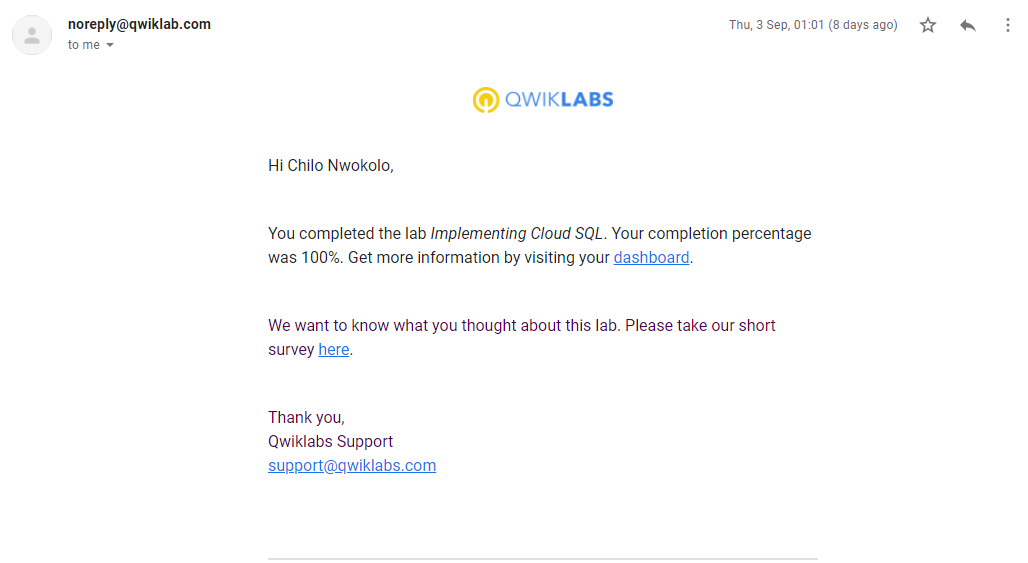 noreply@qwiklab.com
Thu, 3 Sep, 01:01 (8 days ago)
to me
QWIKLABS
Hi Chilo Nwokolo,
You completed the lab Implementing Cloud SQL. Your completion percentage
was 100%. Get more information by visiting your dashboard.
We want to know what you thought about this lab. Please take our short
survey here.
Thank you,
Qwiklabs Support
support@qwiklabs.com